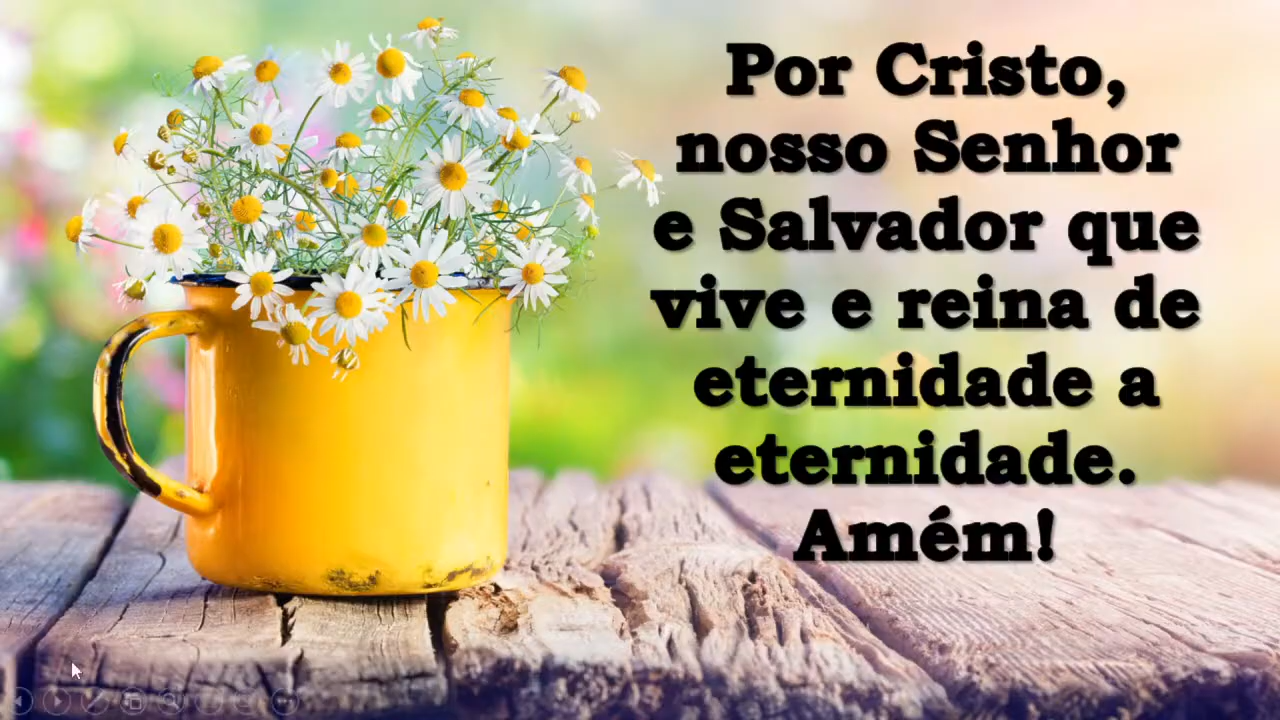 Por Cristo,
nosso Senhor
e Salvador que
vive e reina de
eternidade a
eternidade.
Amém!